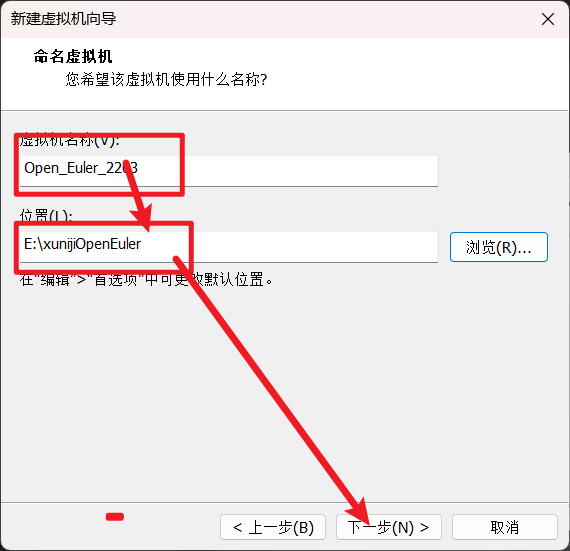 新建虚拟机向导
命名虚拟机
您希望该虚拟机使用什么名称?
虚拟机名称(V):
Open_Euler_2203
位置(L):
E:\xunijiOpenEuler
浏览(R)...
在"编辑">"首选项"中可更改默认位置。
< 上一步(B)
下一步(N) >
取消